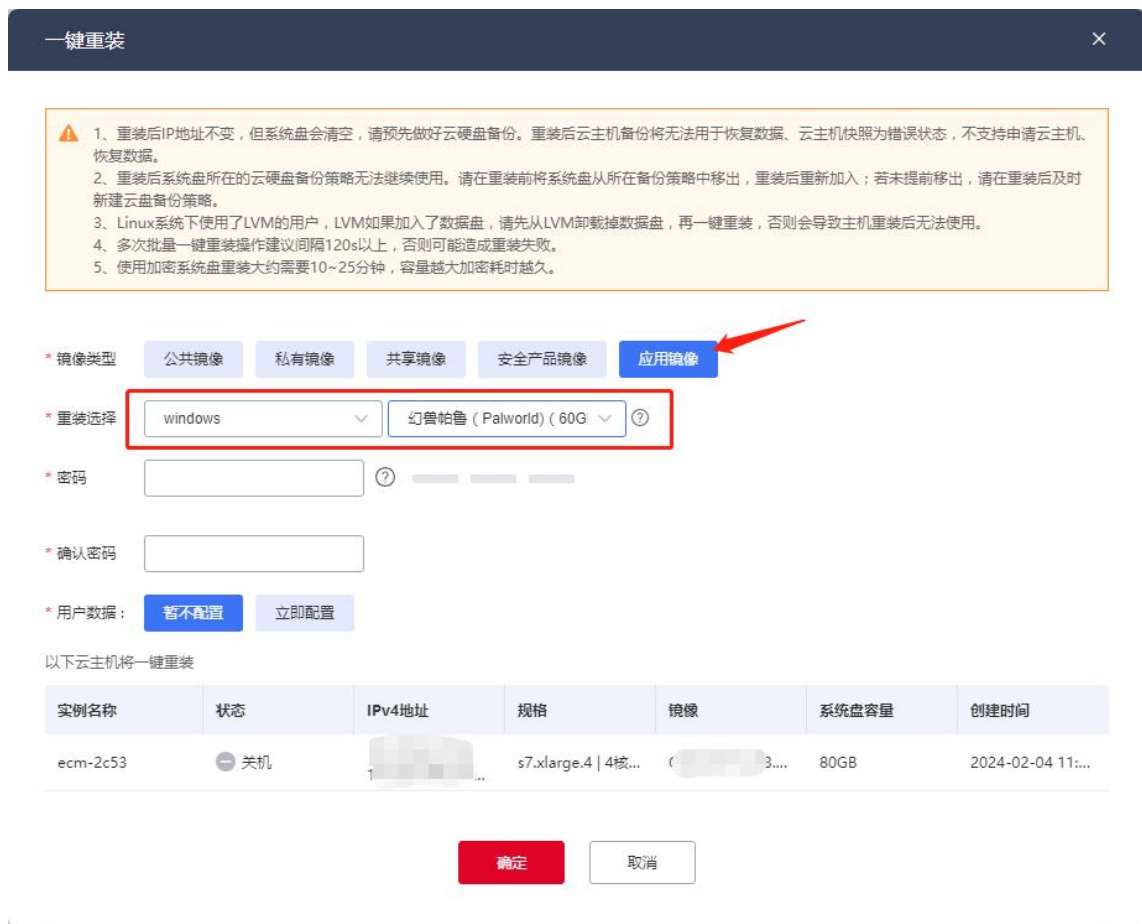 一键重装
1、重装后IP地址不变，但系统盘会清空，请预先做好云硬盘备份。重装后云主机备份将无法用于恢复数据、云主机快照为错误状态，不支持申请云主机、
恢复数据。
2、重装后系统盘所在的云硬盘备份策略无法继续使用。请在重装前将系统盘从所在备份策略中移出，重装后重新加入；若未提前移出，请在重装后及时
新建云盘备份策略。
3、Linux系统下使用了LVM的用户，LVM如果加入了数据盘，请先从LVM卸载掉数据盘，再一键重装，否则会导致主机重装后无法使用。
4、多次批量一键重装操作建议间隔120s以上，否则可能造成重装失败。
5、使用加密系统盘重装大约需要10~25分钟，容量越大加密耗时越久。
* 镜像类型 公共镜像 私有镜像 共享镜像 安全产品镜像 应用镜像
* 重装选择 windows 幻兽帕鲁（Palworld)（60G
* 密码
* 确认密码
* 用户数据： 暂不配置 立即配置
以下云主机将一键重装
实例名称 状态 IPv4地址 规格 镜像 系统盘容量 创建时间
ecm-2c53 关机 1... s7.xlarge.4 | 4核... 3.... 80GB 2024-02-04 11:...
确定 取消